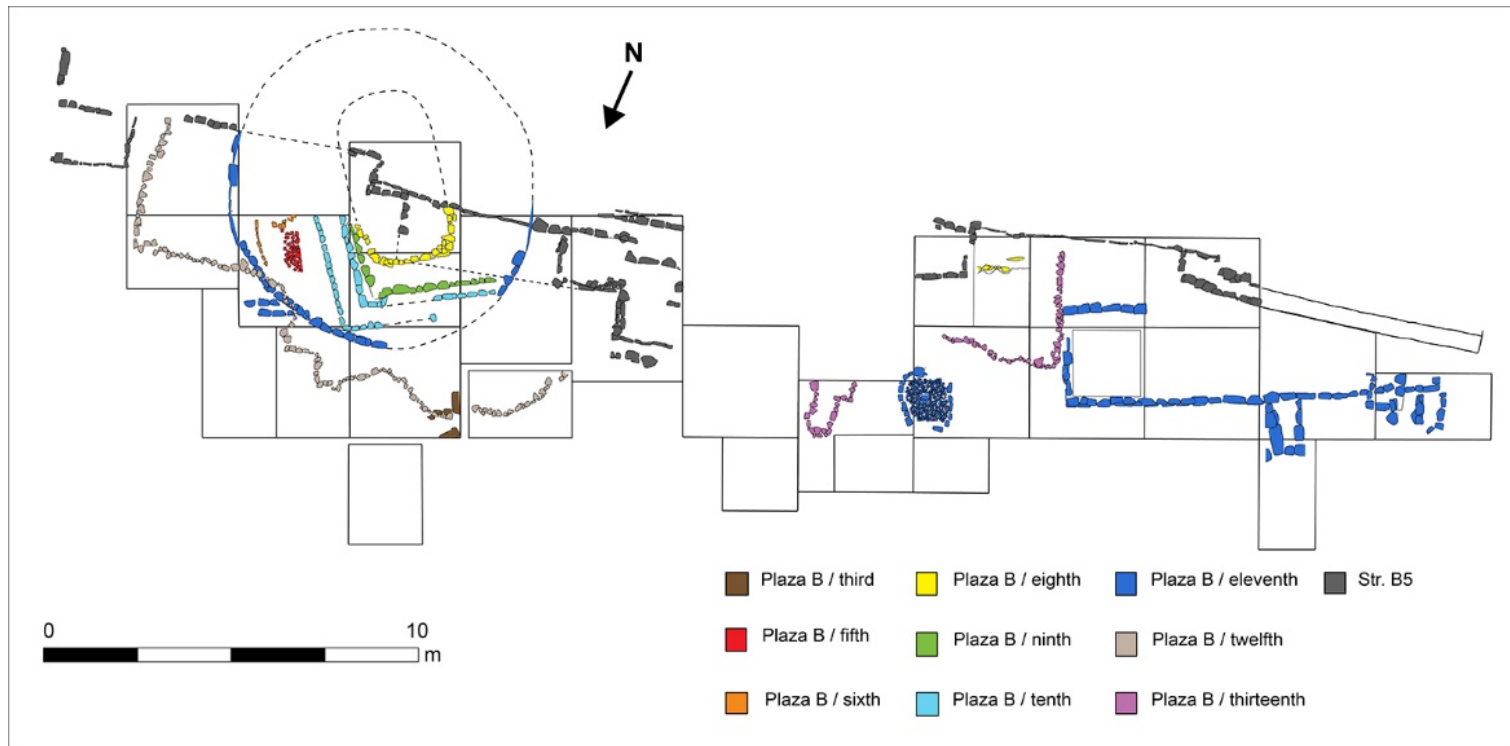 N
Plaza B / third
Plaza B / eighth
Plaza B / eleventh
Str. B5
Plaza B / fifth
Plaza B / ninth
Plaza B / twelfth
Plaza B / sixth
Plaza B / tenth
Plaza B / thirteenth
0
10
m